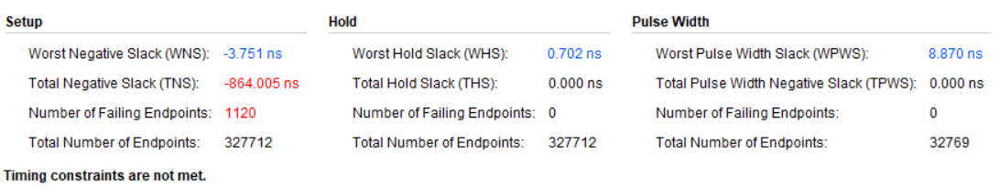 Setup Hold Pulse Width
Worst Negative Slack (WNS): -3.751 ns Worst Hold Slack (WHS): 0.702 ns Worst Pulse Width Slack (WPWS): 8.870 ns
Total Negative Slack (TNS): -864.005 ns Total Hold Slack (THS): 0.000 ns Total Pulse Width Negative Slack (TPWS): 0.000 ns
Number of Failing Endpoints: 1120 Number of Failing Endpoints: 0 Number of Failing Endpoints: 0
Total Number of Endpoints: 327712 Total Number of Endpoints: 327712 Total Number of Endpoints: 32769
Timing constraints are not met.